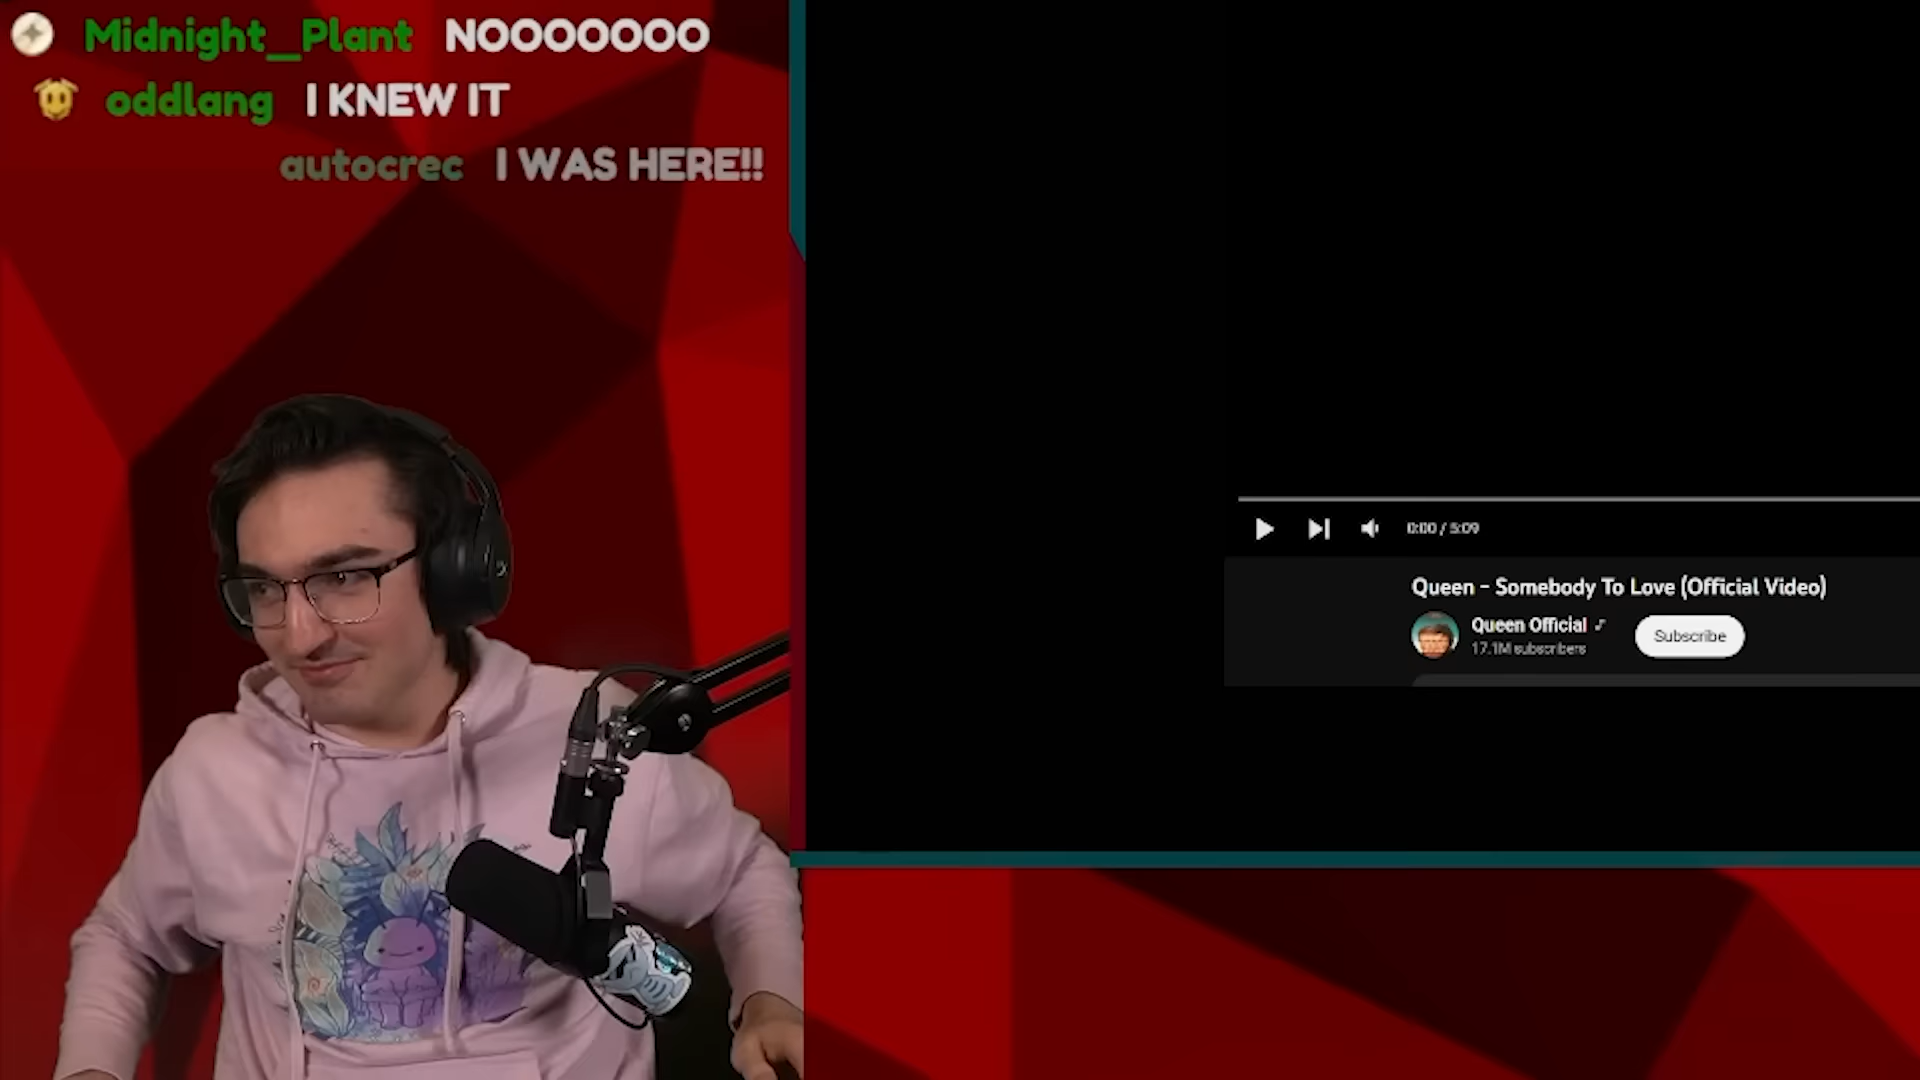 Midnight_Plant NOOOOOOO
oddlang I KNEW IT
autocrec I WAS HERE!!
0:00 / 5:09
Queen – Somebody To Love (Official Video)
Queen Official
17.1M subscribers
Subscribe